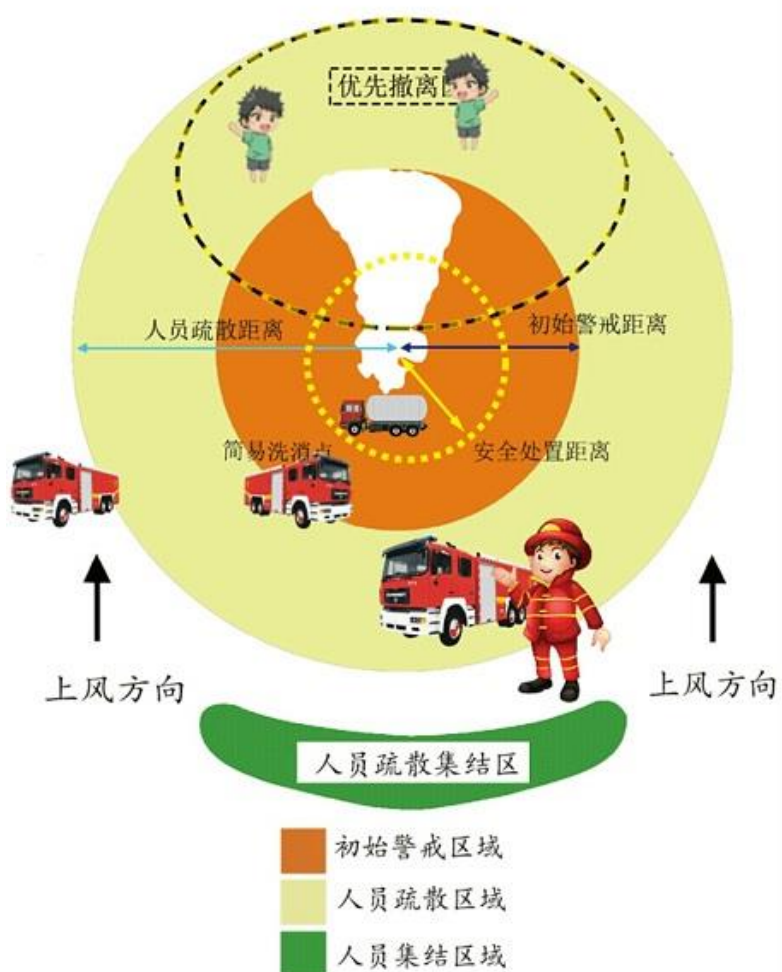 优先撤离区
人员疏散距离
初始警戒距离
简易洗消点
安全处置距离
上风方向
上风方向
人员疏散集结区
初始警戒区域
人员疏散区域
人员集结区域